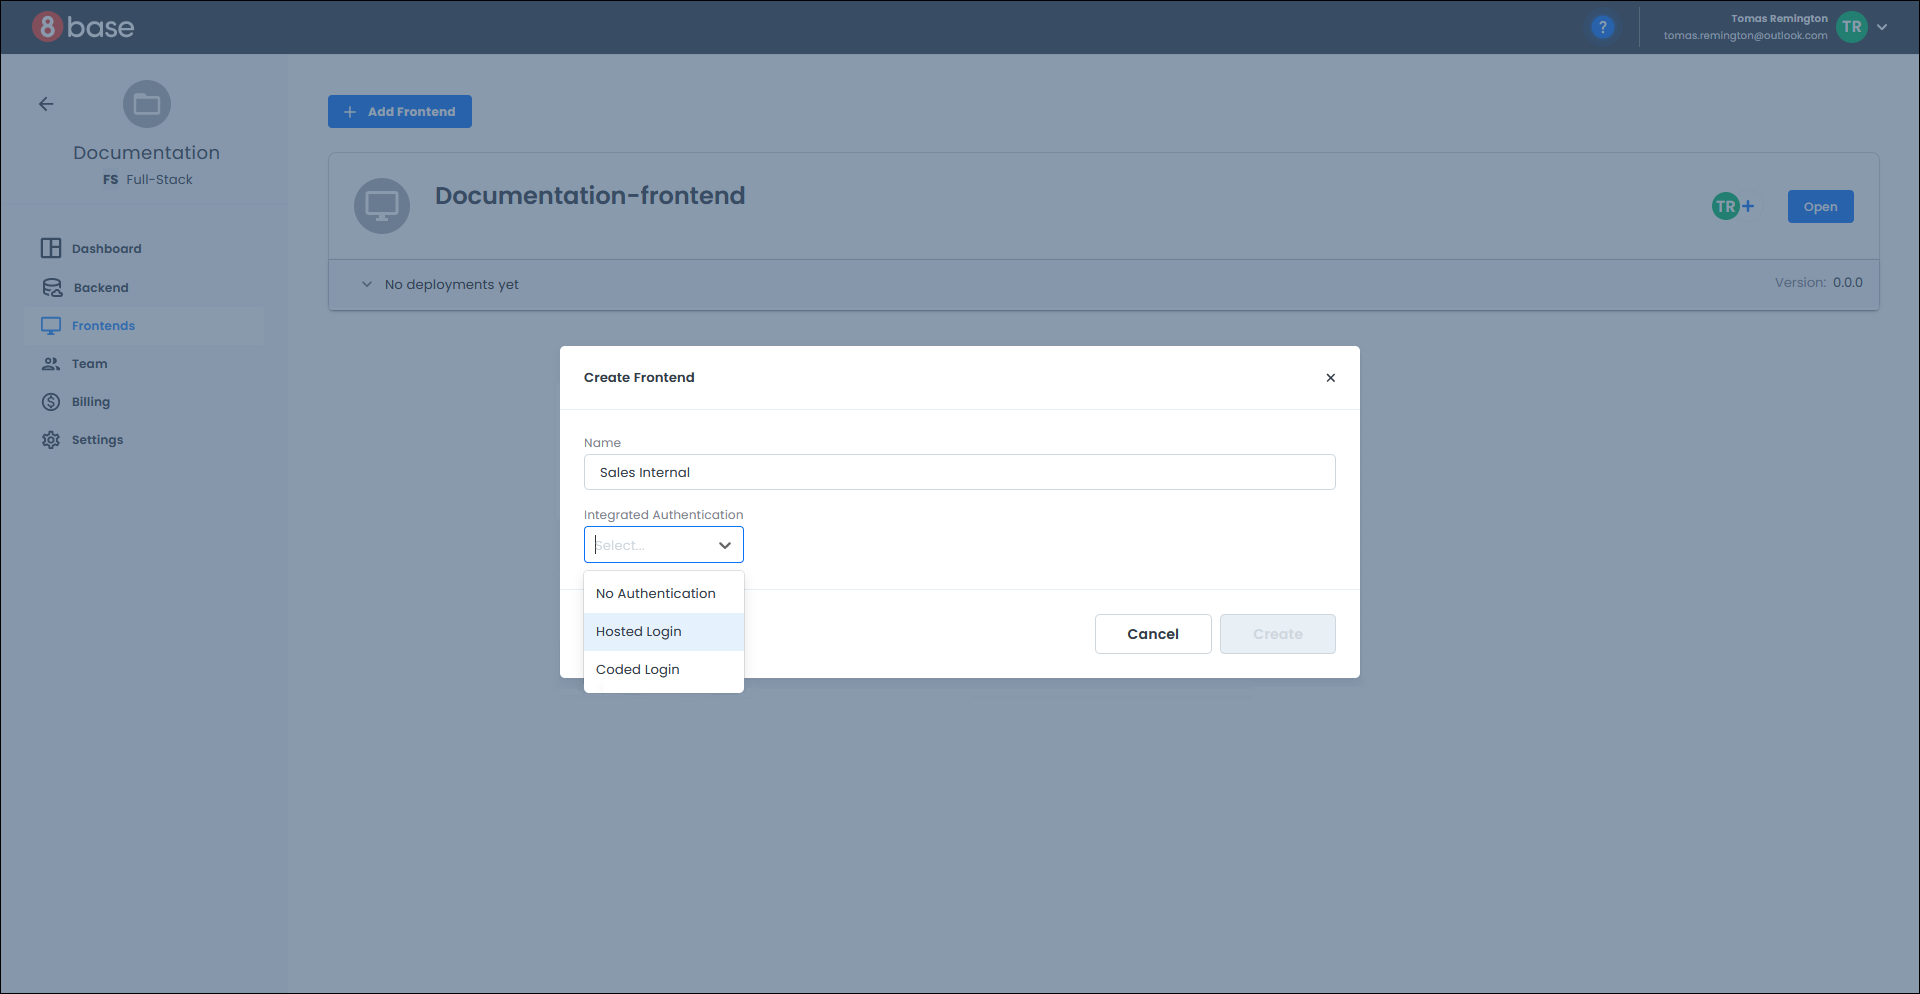 8base
?
Tomas Remington
tomas.remington@outlook.com
TR
Documentation
FS Full-Stack
Dashboard
Backend
Frontends
Team
Billing
Settings
+ Add Frontend
Documentation-frontend
TR+
Open
No deployments yet
Version: 0.0.0
Create Frontend
×
Name
Sales Internal
Integrated Authentication
Select...
No Authentication
Hosted Login
Coded Login
Cancel
Create